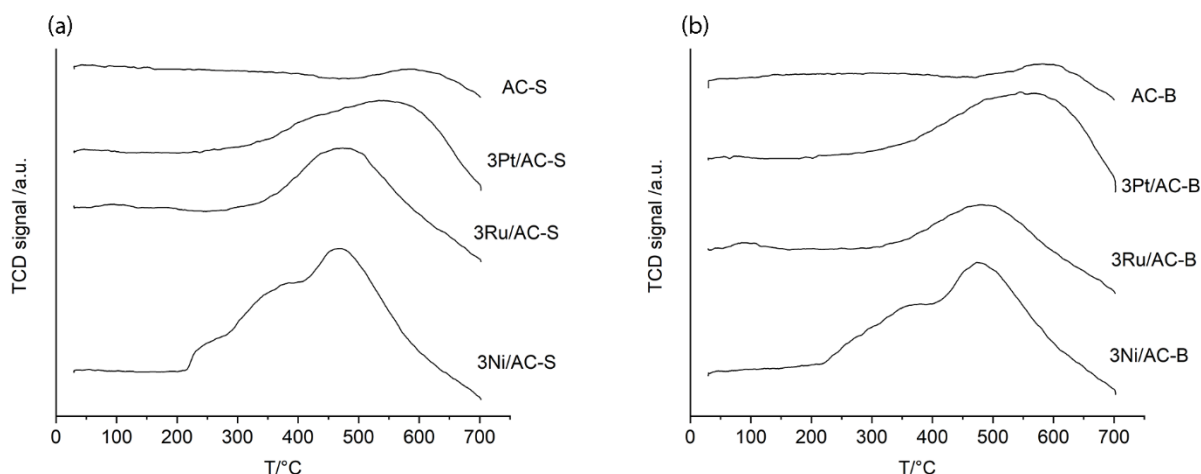 (a)
TCD signal /a.u.
AC-S
3Pt/AC-S
3Ru/AC-S
3Ni/AC-S
0 100 200 300 400 500 600 700
T/°C
(b)
TCD signal /a.u.
AC-B
3Pt/AC-B
3Ru/AC-B
3Ni/AC-B
0 100 200 300 400 500 600 700
T/°C